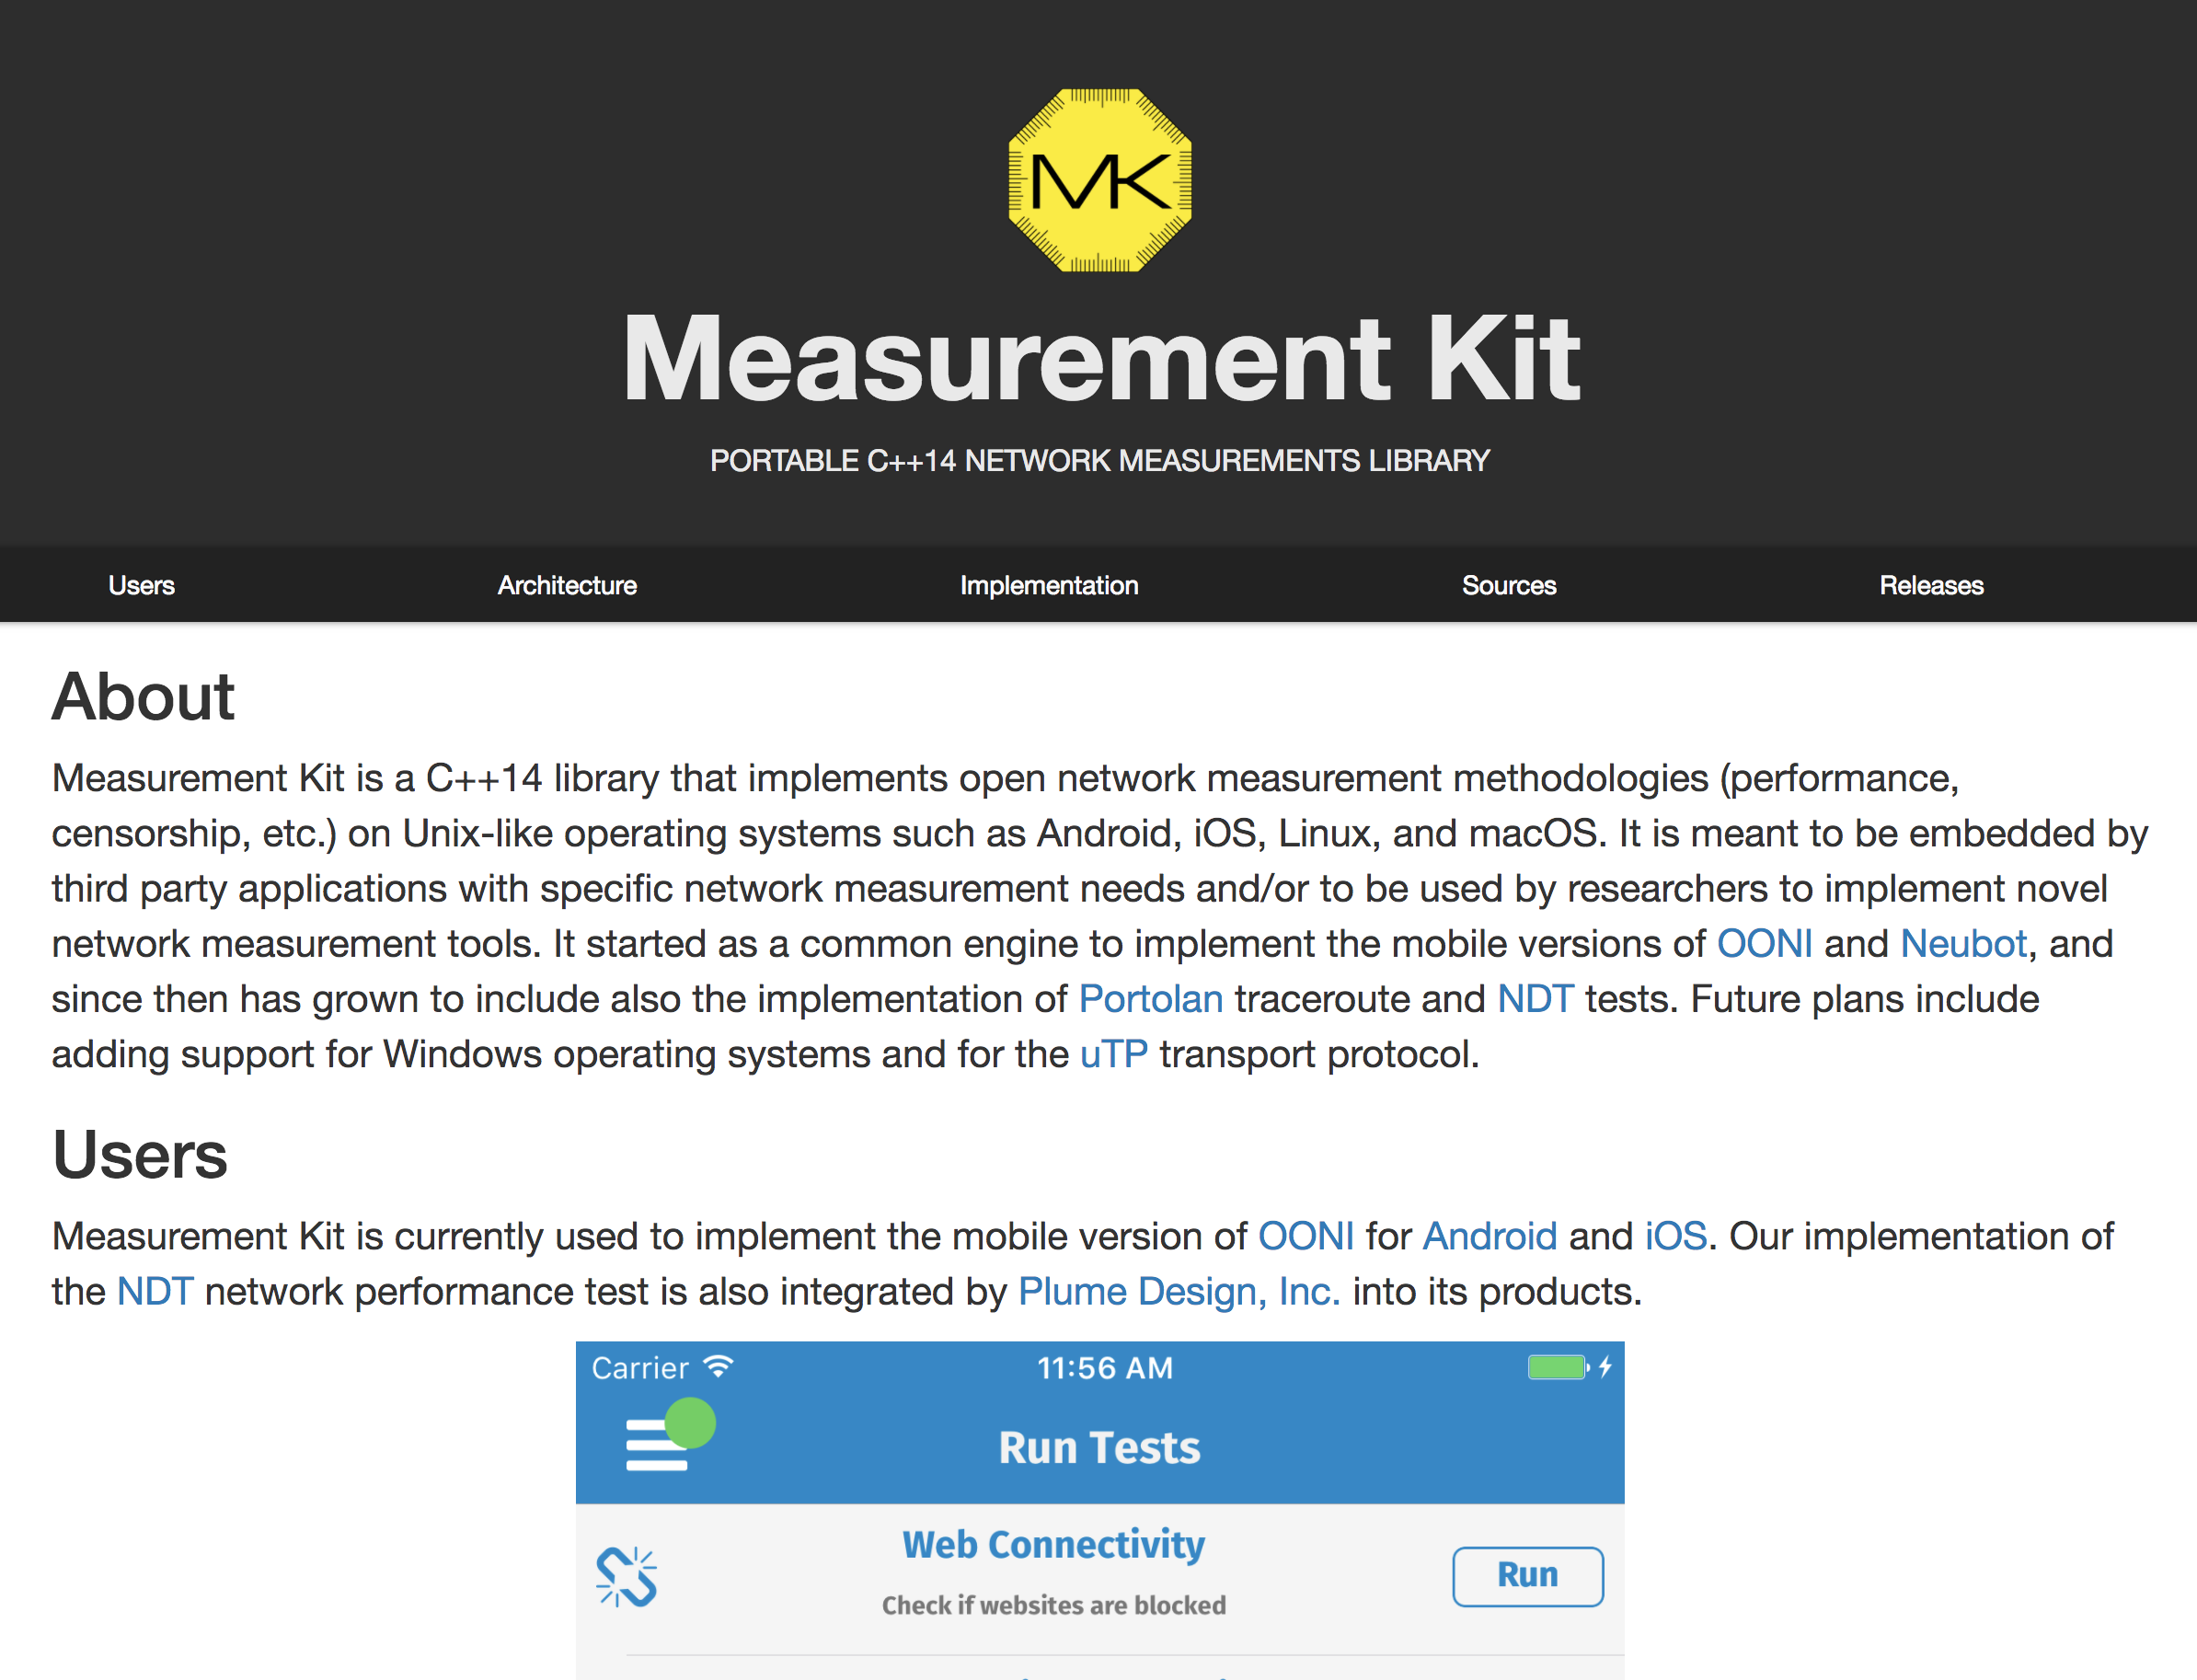 MK
Measurement Kit
PORTABLE C++14 NETWORK MEASUREMENTS LIBRARY
Users Architecture Implementation Sources Releases
About
Measurement Kit is a C++14 library that implements open network measurement methodologies (performance,
censorship, etc.) on Unix-like operating systems such as Android, iOS, Linux, and macOS. It is meant to be embedded by
third party applications with specific network measurement needs and/or to be used by researchers to implement novel
network measurement tools. It started as a common engine to implement the mobile versions of OONI and Neubot, and
since then has grown to include also the implementation of Portolan traceroute and NDT tests. Future plans include
adding support for Windows operating systems and for the uTP transport protocol.
Users
Measurement Kit is currently used to implement the mobile version of OONI for Android and iOS. Our implementation of
the NDT network performance test is also integrated by Plume Design, Inc. into its products.
Carrier 11:56 AM
Run Tests
Web Connectivity
Run
Check if websites are blocked